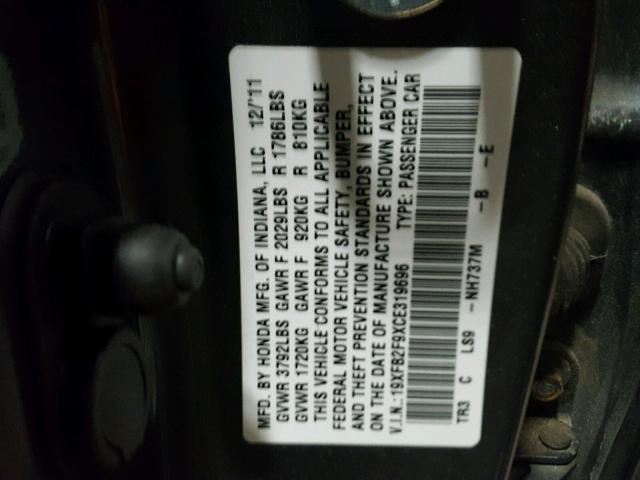 MFD. BY HONDA MFG. OF INDIANA, LLC 12/'11
GVWR 3792LBS GAWR F 2029LBS R 1786LBS
GVWR 1720KG GAWR F 920KG R 810KG
THIS VEHICLE CONFORMS TO ALL APPLICABLE
FEDERAL MOTOR VEHICLE SAFETY, BUMPER,
AND THEFT PREVENTION STANDARDS IN EFFECT
ON THE DATE OF MANUFACTURE SHOWN ABOVE.
V.I.N.:19XFB2F9XCE319696 TYPE: PASSENGER CAR
TR3 C LS9 -NH737M -B -E